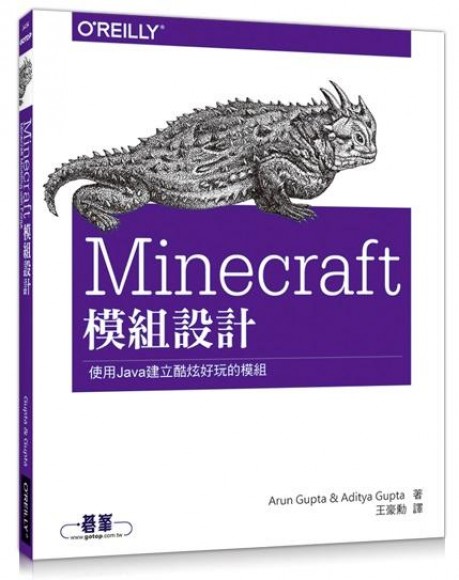 O'REILLY®
Minecraft
模組設計
使用Java建立酷炫好玩的模組
Arun Gupta & Aditya Gupta 著
王豪勳 譯
碁峯
www.gotop.com.tw
gotop
Minecraft 模組設計
Gupta & Gupta
O'REILLY®